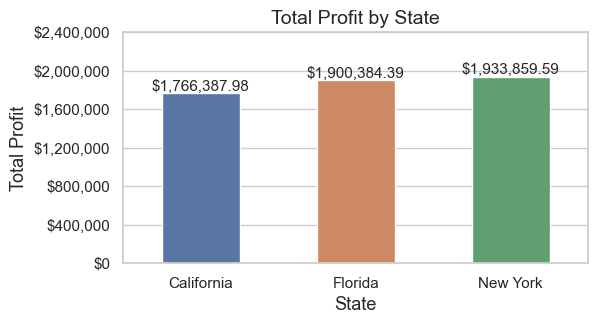 Total Profit by State
Total Profit
$2,400,000
$2,000,000
$1,600,000
$1,200,000
$800,000
$400,000
$0
$1,766,387.98
$1,900,384.39
$1,933,859.59
California
Florida
New York
State